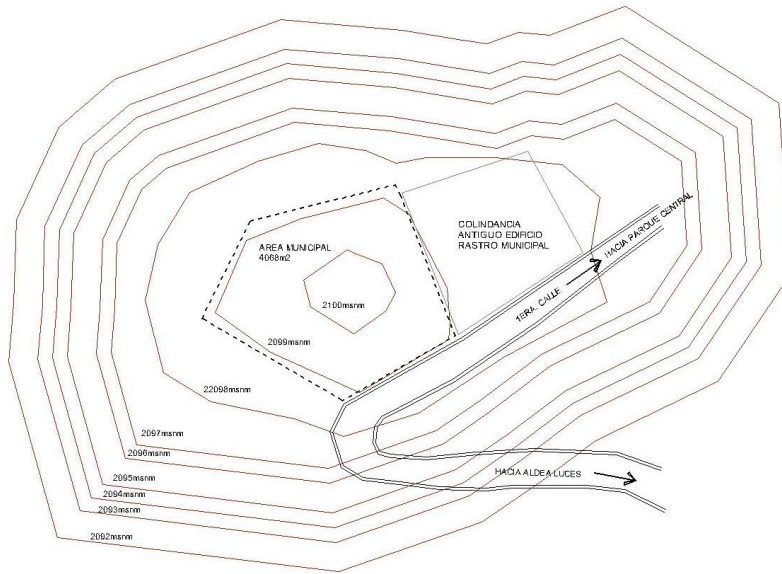 COLINDANCIA
ANTIGUO EDIFICIO
RASTRO MUNICIPAL
AREA MUNICIPAL
4068m2
HACIA PARQUE CENTRAL
1ERA. CALLE
2100msnm
2099msnm
22098msnm
2097msnm
2096msnm
2095msnm
2094msnm
2093msnm
2092msnm
HACIA ALDEA LUCES